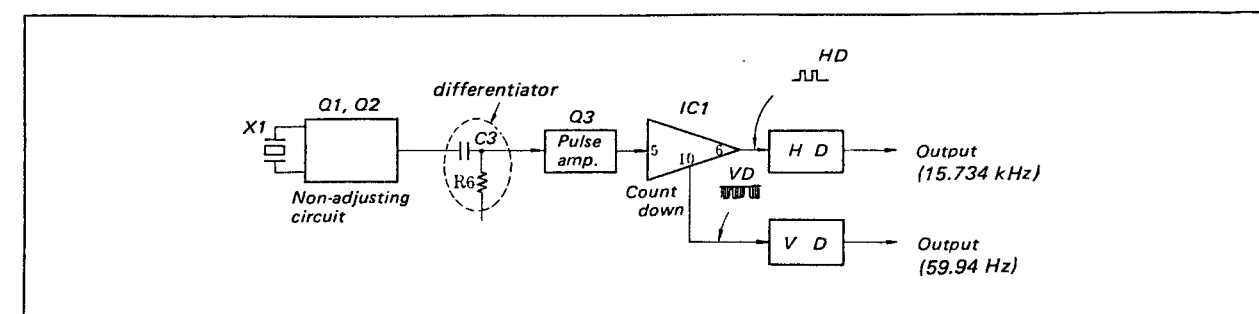 HD
differentiator
Q1, Q2
Q3
IC1
X1
C3
Pulse
amp.
5
10
6
H D
Output
(15.734 kHz)
R6
VD
Non-adjusting
circuit
Count
down
V D
Output
(59.94 Hz)